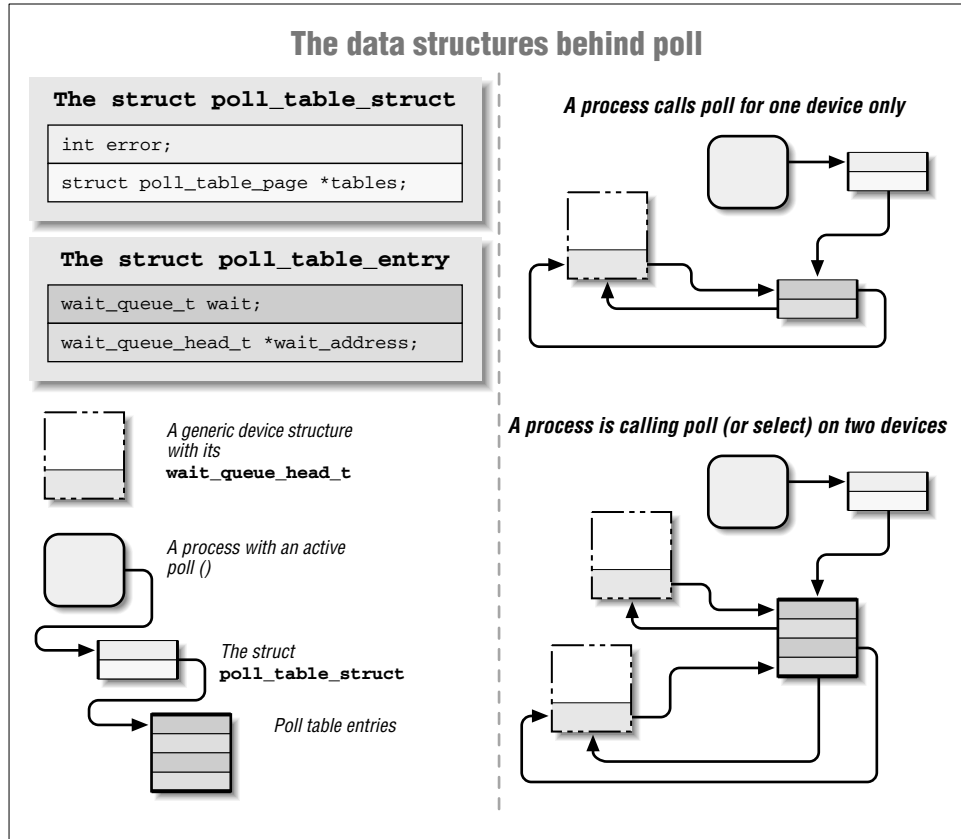 The data structures behind poll
The struct poll_table_struct
int error;
struct poll_table_page *tables;
The struct poll_table_entry
wait_queue_t wait;
wait_queue_head_t *wait_address;
A generic device structure
with its
wait_queue_head_t
A process with an active
poll ()
The struct
poll_table_struct
Poll table entries
A process calls poll for one device only
A process is calling poll (or select) on two devices